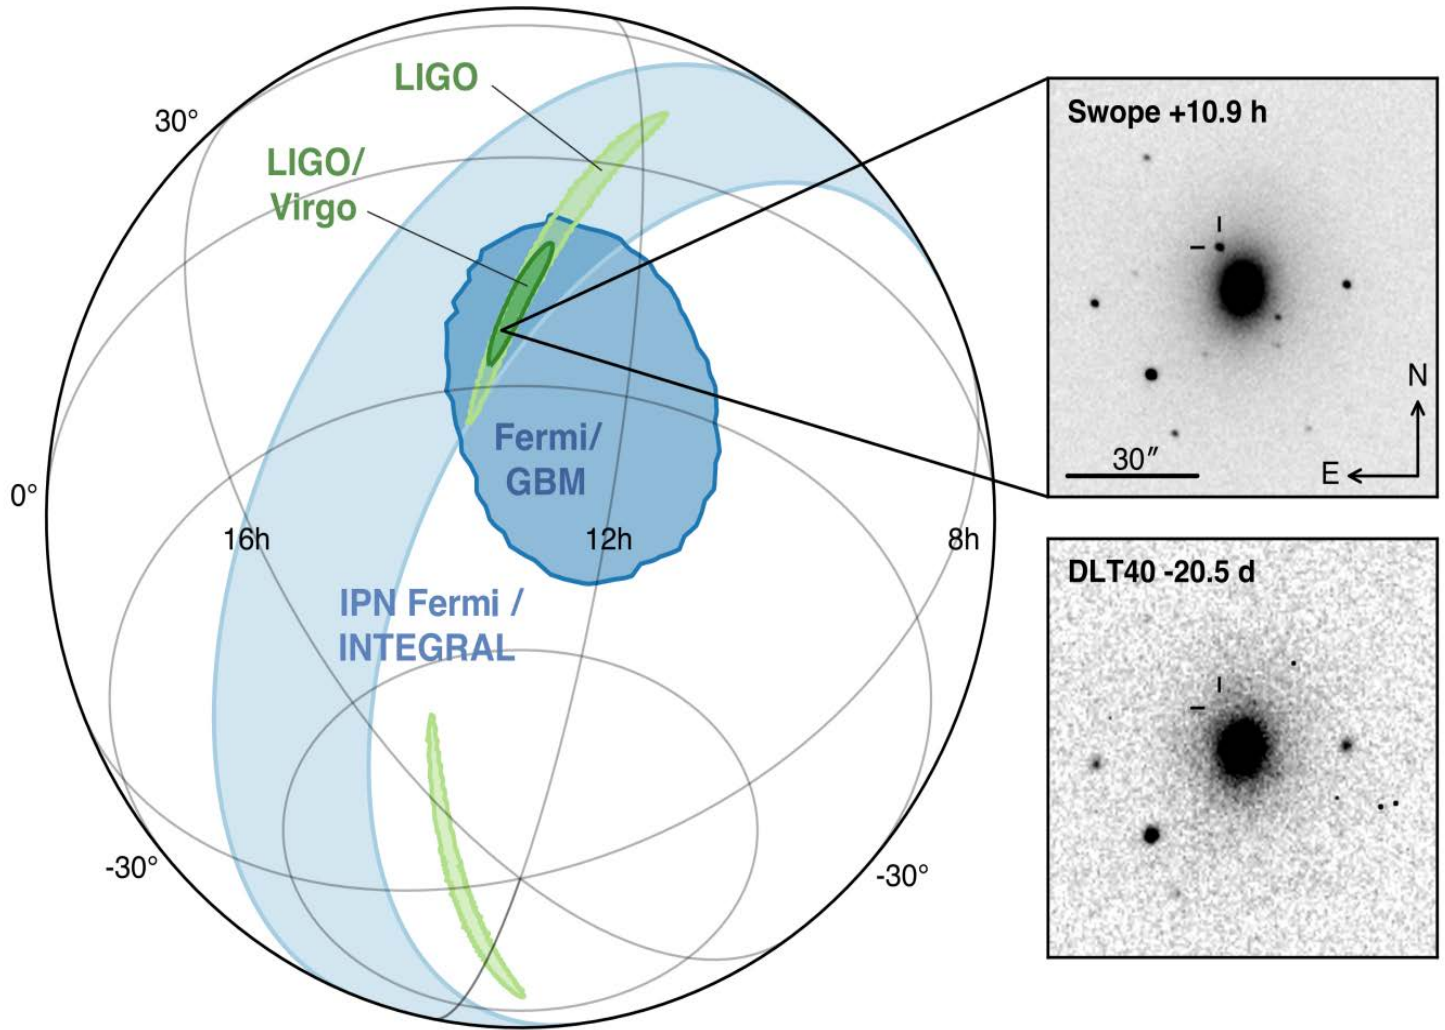 LIGO
30°
LIGO/
Virgo
Fermi/
GBM
0°
16h
12h
8h
IPN Fermi /
INTEGRAL
-30°
-30°
Swope +10.9 h
N
30″
E
DLT40 -20.5 d